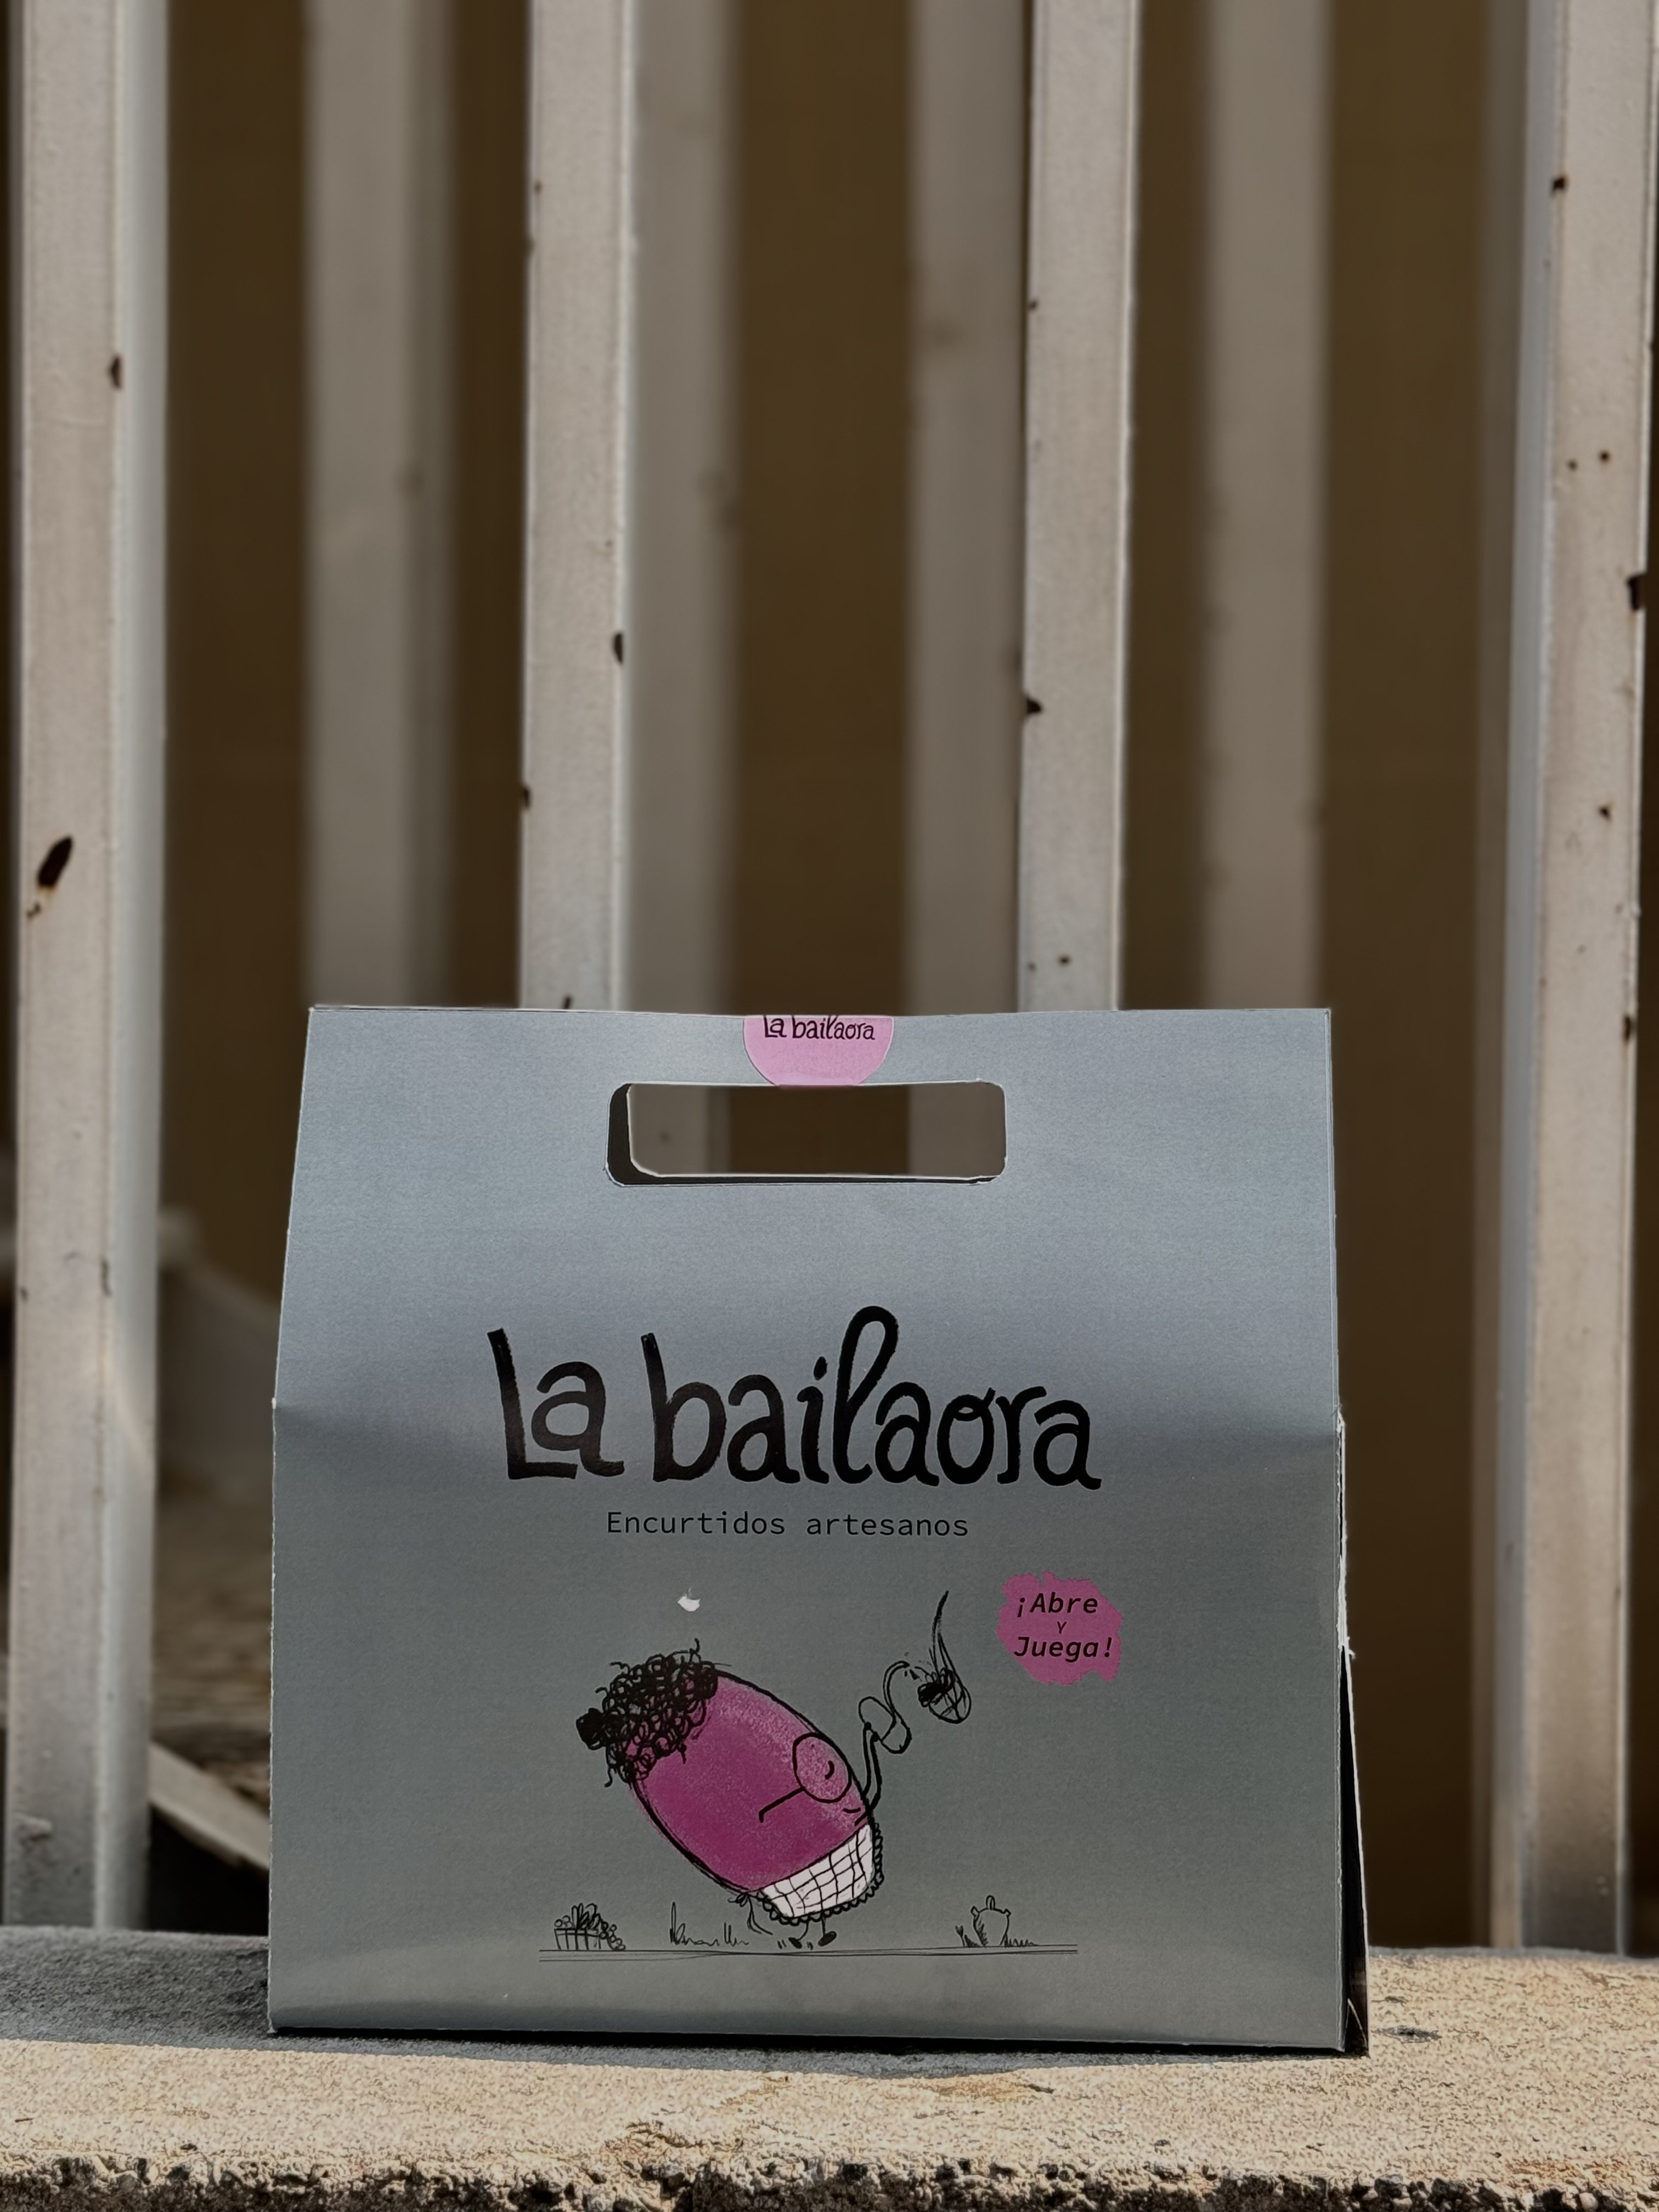 La bailaora
La bailaora
Encurtidos artesanos
¡Abre
Y
Juega!